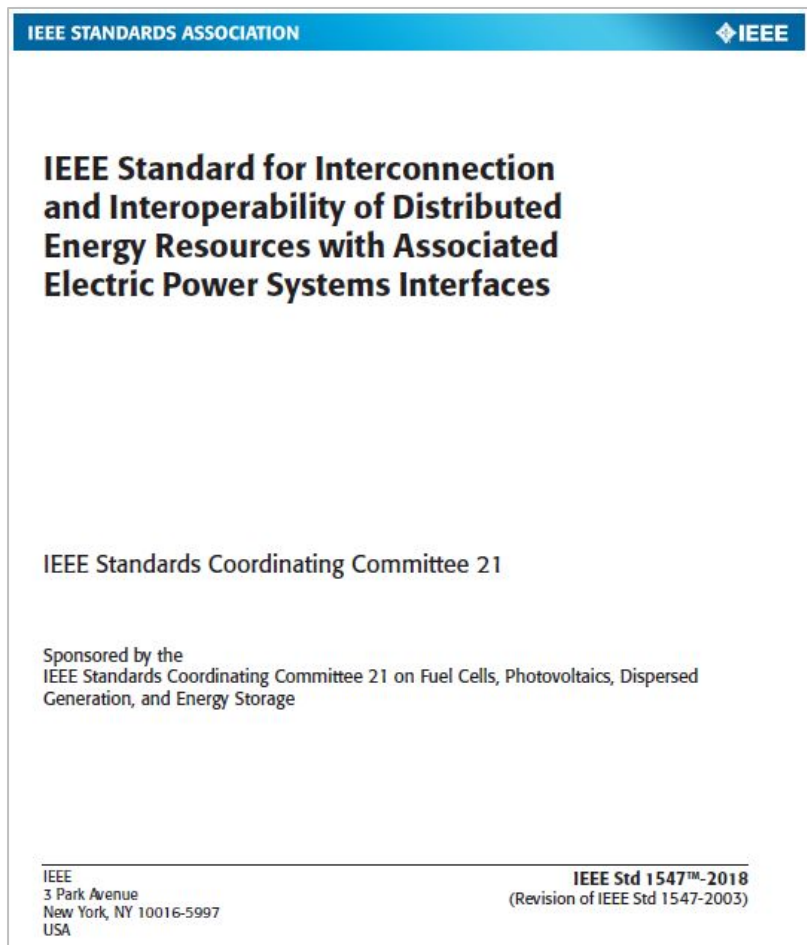 IEEE STANDARDS ASSOCIATION
IEEE
IEEE Standard for Interconnection
and Interoperability of Distributed
Energy Resources with Associated
Electric Power Systems Interfaces
IEEE Standards Coordinating Committee 21
Sponsored by the
IEEE Standards Coordinating Committee 21 on Fuel Cells, Photovoltaics, Dispersed
Generation, and Energy Storage
IEEE
3 Park Avenue
New York, NY 10016-5997
USA
IEEE Std 1547™-2018
(Revision of IEEE Std 1547-2003)